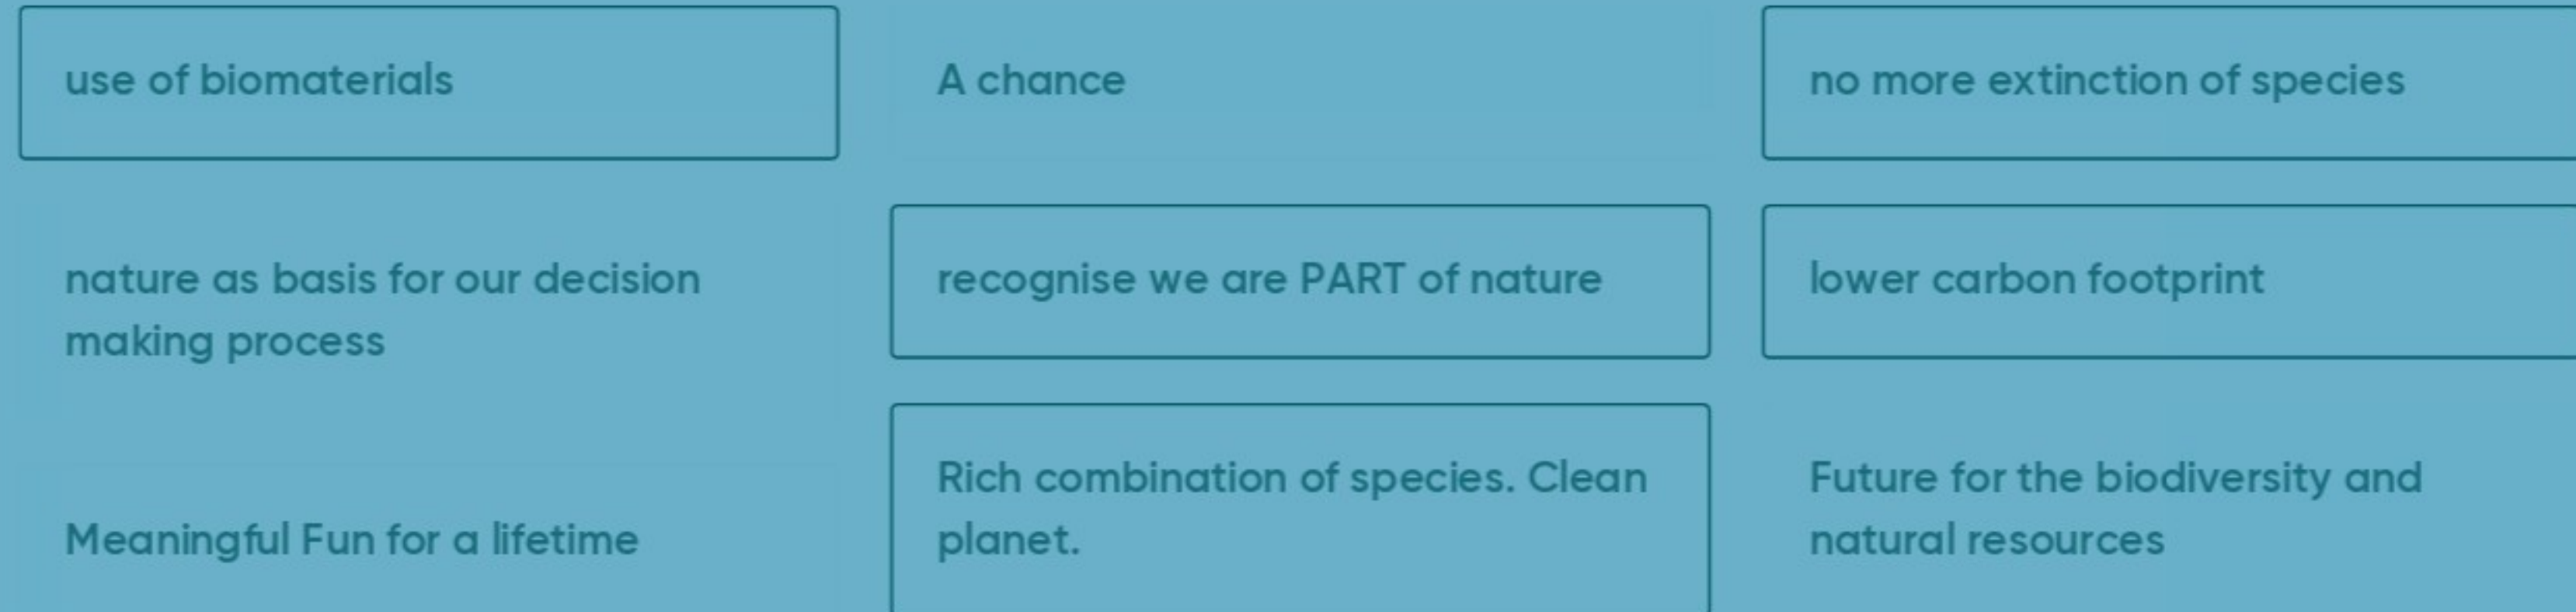 use of biomaterials
A chance
no more extinction of species
nature as basis for our decision
making process
recognise we are PART of nature
lower carbon footprint
Meaningful Fun for a lifetime
Rich combination of species. Clean
planet.
Future for the biodiversity and
natural resources